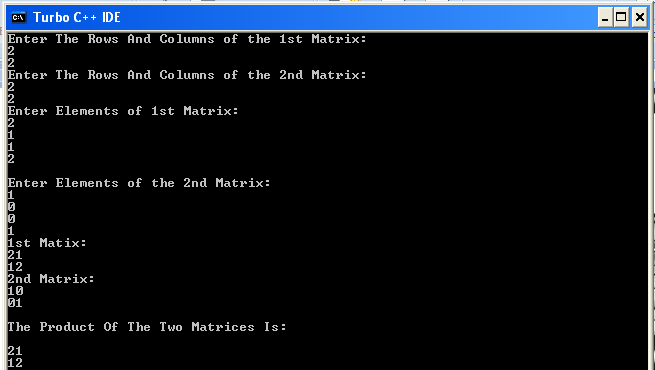 Turbo C++ IDE
Enter The Rows And Columns of the 1st Matrix:
2
2
Enter The Rows And Columns of the 2nd Matrix:
2
2
Enter Elements of 1st Matrix:
2
1
1
2
Enter Elements of the 2nd Matrix:
1
0
0
1
1st Matix:
21
12
2nd Matrix:
10
01
The Product Of The Two Matrices Is:
21
12